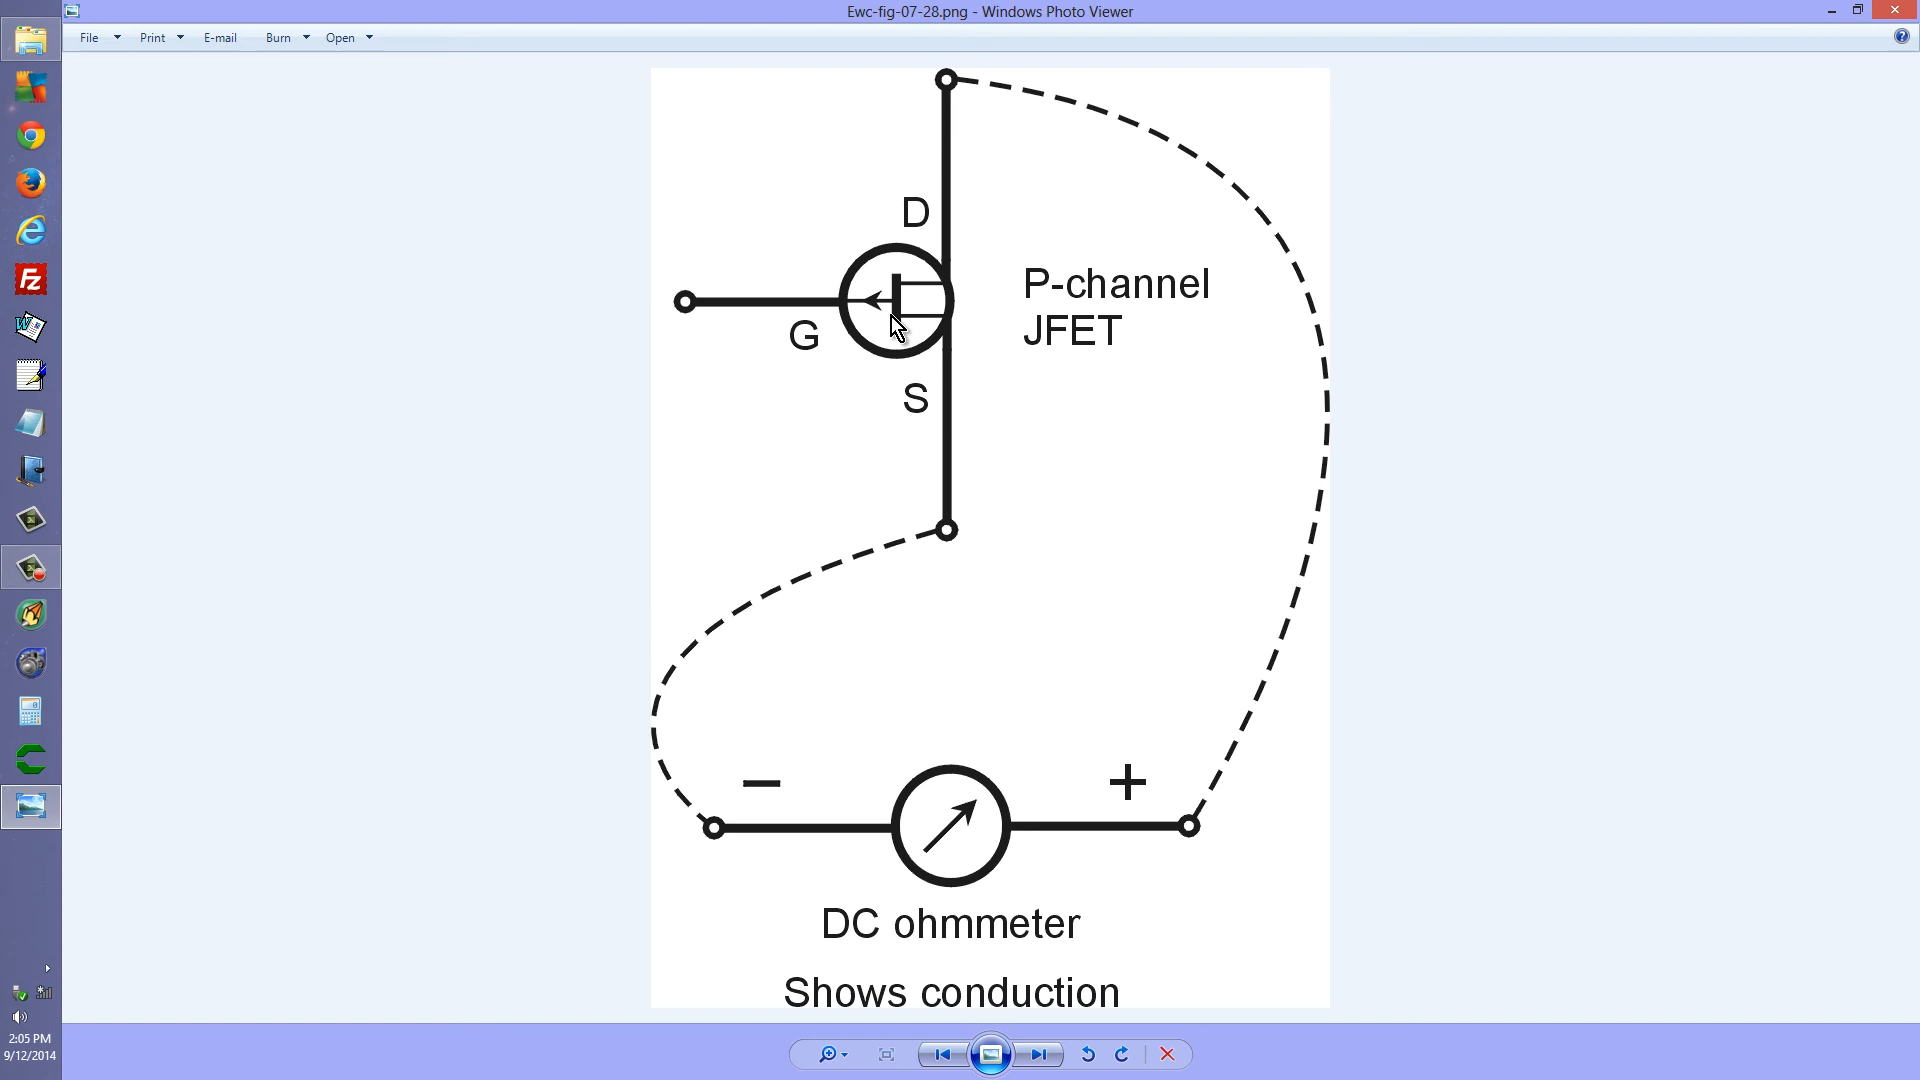 Ewc-fig-07-28.png - Windows Photo Viewer
File Print E-mail Burn Open
D
P-channel
JFET
G
S
− +
DC ohmmeter
Shows conduction
2:05 PM
9/12/2014